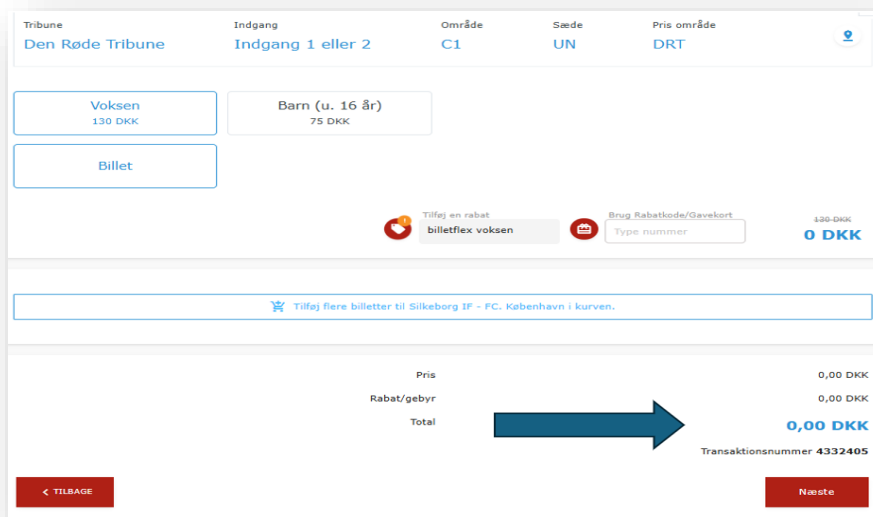 Tribune Indgang Område Sæde Pris område
Den Røde Tribune Indgang 1 eller 2 C1 UN DRT
Voksen
130 DKK
Barn (u. 16 år)
75 DKK
Billet
Tilføj en rabat
billetflex voksen
Brug Rabatkode/Gavekort
Type nummer
130 DKK
0 DKK
Tilføj flere billetter til Silkeborg IF - FC. København i kurven.
Pris 0,00 DKK
Rabat/gebyr 0,00 DKK
Total 0,00 DKK
Transaktionsnummer 4332405
< TILBAGE
Næste